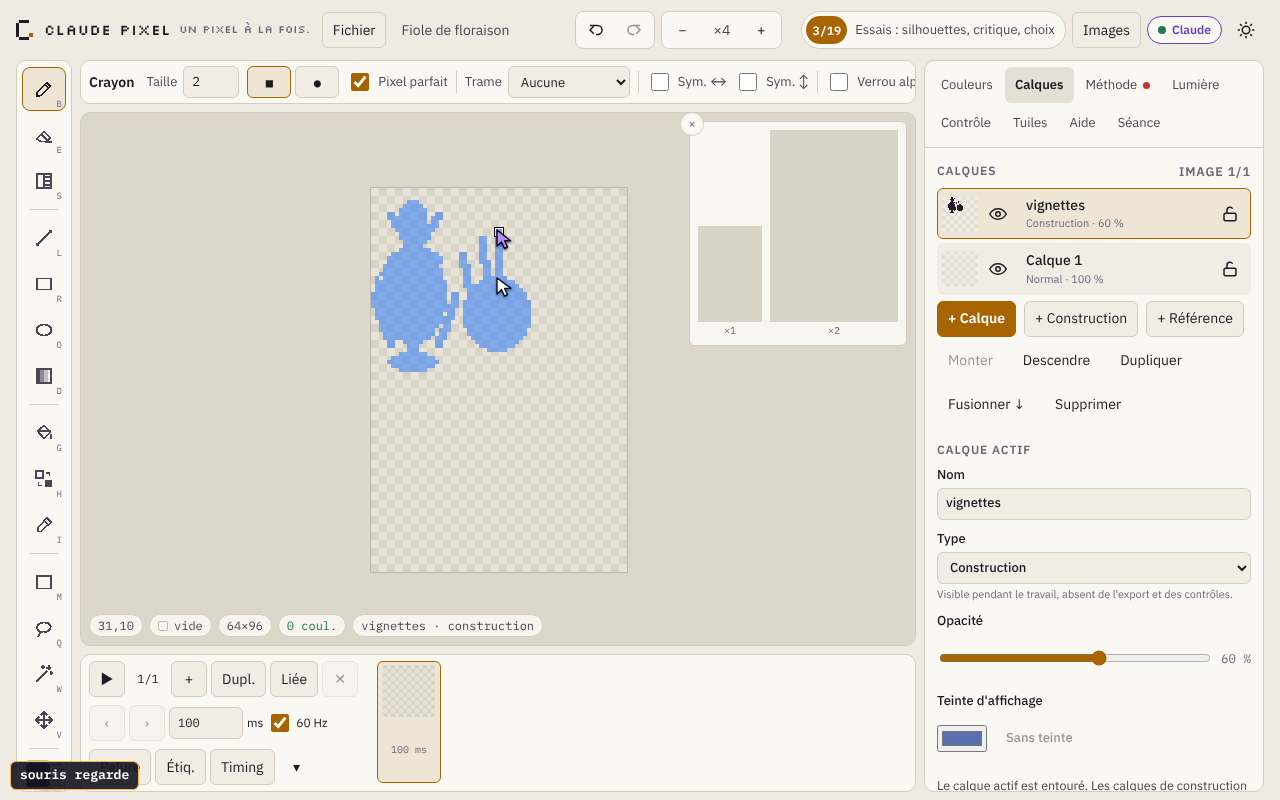 CLAUDE PIXEL UN PIXEL À LA FOIS. Fichier Fiole de floraison − ×4 + 3/19 Essais : silhouettes, critique, choix Images Claude
Crayon Taille 2 Pixel parfait Trame Aucune Sym. ↔ Sym. ↕ Verrou alp
B
E
S
L
R
O
D
G
H
I
M
Q
W
V
×
×1 ×2
31,10 vide 64×96 0 coul. vignettes · construction
1/1 + Dupl. Liée ×
‹ › 100 ms 60 Hz
Étiq. Timing ▼
100 ms
souris regarde
Couleurs Calques Méthode Lumière
Contrôle Tuiles Aide Séance
CALQUES IMAGE 1/1
vignettes
Construction · 60 %
Calque 1
Normal · 100 %
+ Calque + Construction + Référence
Monter Descendre Dupliquer
Fusionner ↓ Supprimer
CALQUE ACTIF
Nom
vignettes
Type
Construction
Visible pendant le travail, absent de l'export et des contrôles.
Opacité
60 %
Teinte d'affichage
Sans teinte
Le calque actif est entouré. Les calques de construction